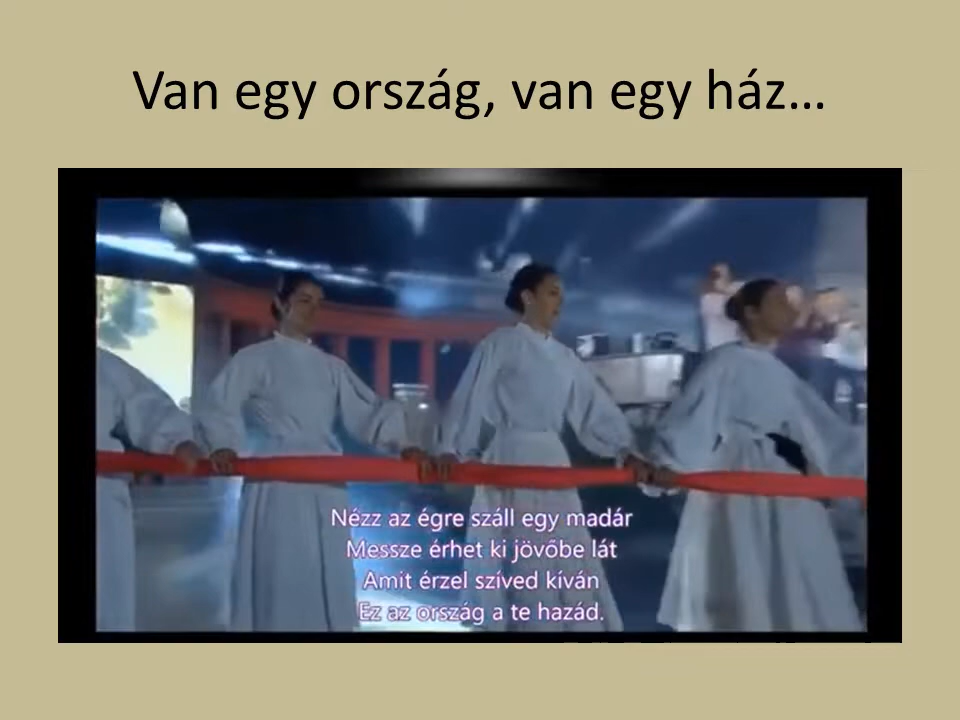 Van egy ország, van egy ház...
Nézz az égre száll egy madár
Messze érhet ki jövőbe lát
Amit érzel szíved kíván
Ez az ország a te hazád.